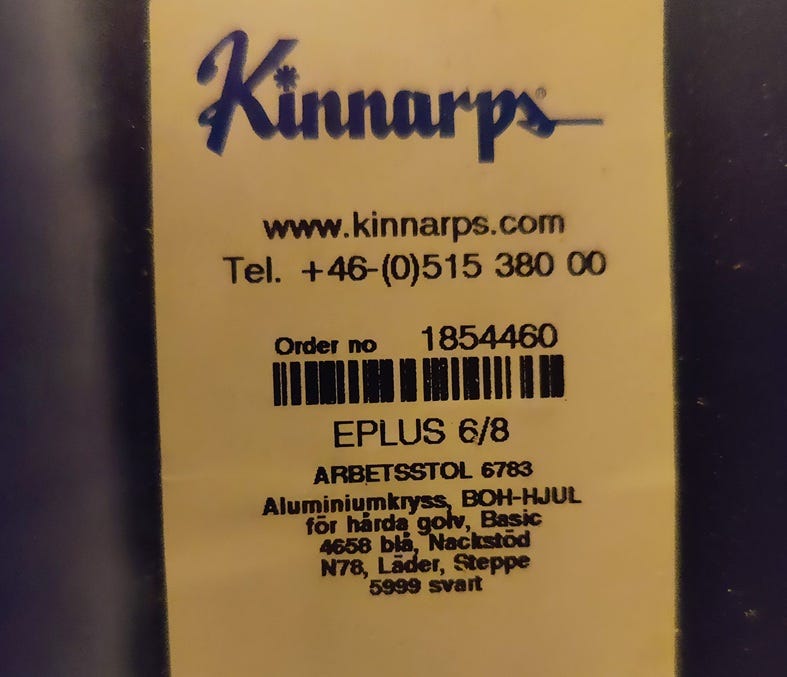 Kinnarps®
www.kinnarps.com
Tel. +46-(0)515 380 00
Order no 1854460
EPLUS 6/8
ARBETSSTOL 6783
Aluminiumkryss, BOH-HJUL
för hårda golv, Basic
4658 blå, Nackstöd
N78, Läder, Steppe
5999 svart